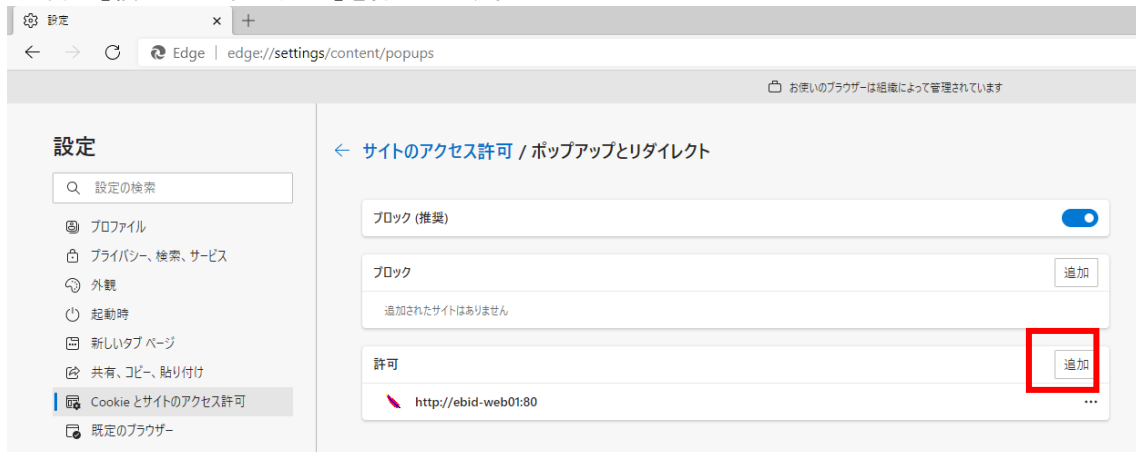 設定
Edge | edge://settings/content/popups
お使いのブラウザーは組織によって管理されています
設定
設定の検索
プロファイル
プライバシー、検索、サービス
外観
起動時
新しいタブ ページ
共有、コピー、貼り付け
Cookie とサイトのアクセス許可
既定のブラウザー
サイトのアクセス許可 / ポップアップとリダイレクト
ブロック (推奨)
ブロック
追加
追加されたサイトはありません
許可
追加
http://ebid-web01:80